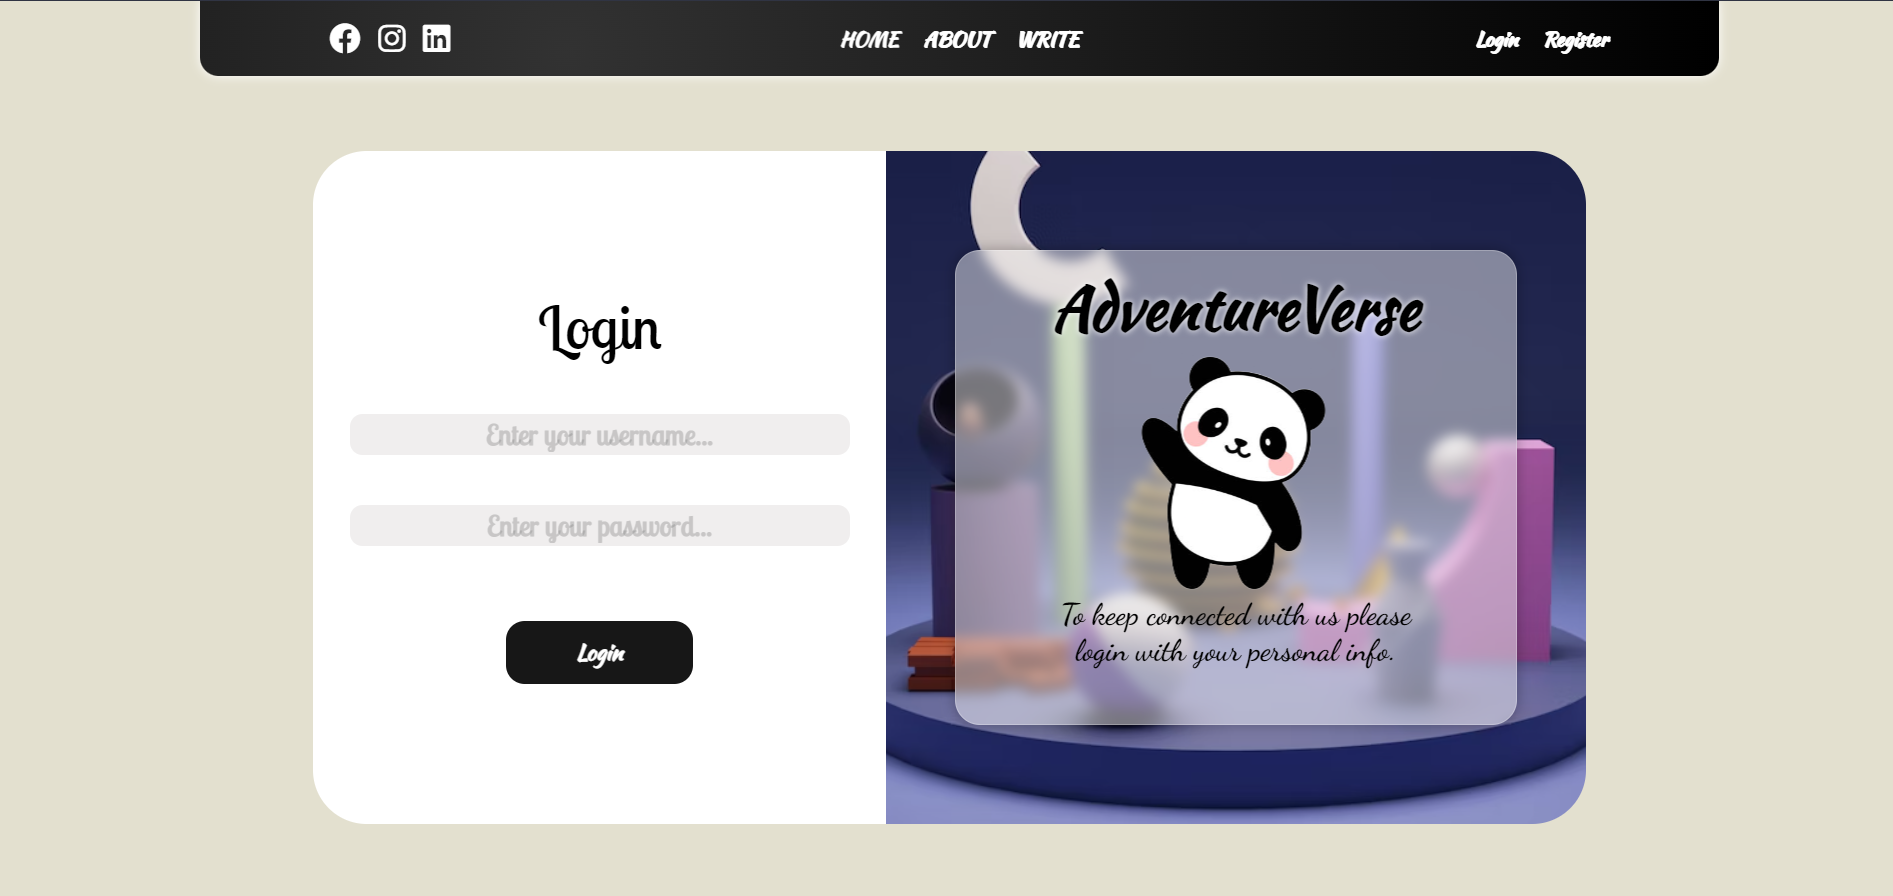 HOME ABOUT WRITE
Login Register
Login
Enter your username...
Enter your password...
Login
AdventureVerse
To keep connected with us please
login with your personal info.